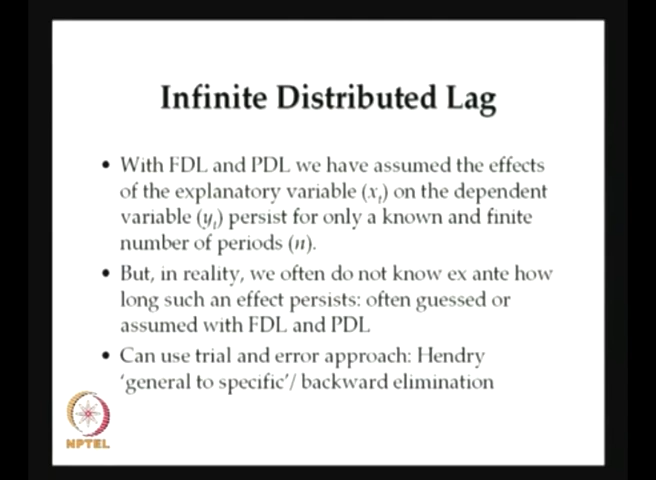 Infinite Distributed Lag
• With FDL and PDL we have assumed the effects
of the explanatory variable (xₜ) on the dependent
variable (yₜ) persist for only a known and finite
number of periods (n).
• But, in reality, we often do not know ex ante how
long such an effect persists: often guessed or
assumed with FDL and PDL
• Can use trial and error approach: Hendry
‘general to specific’/ backward elimination
NPTEL